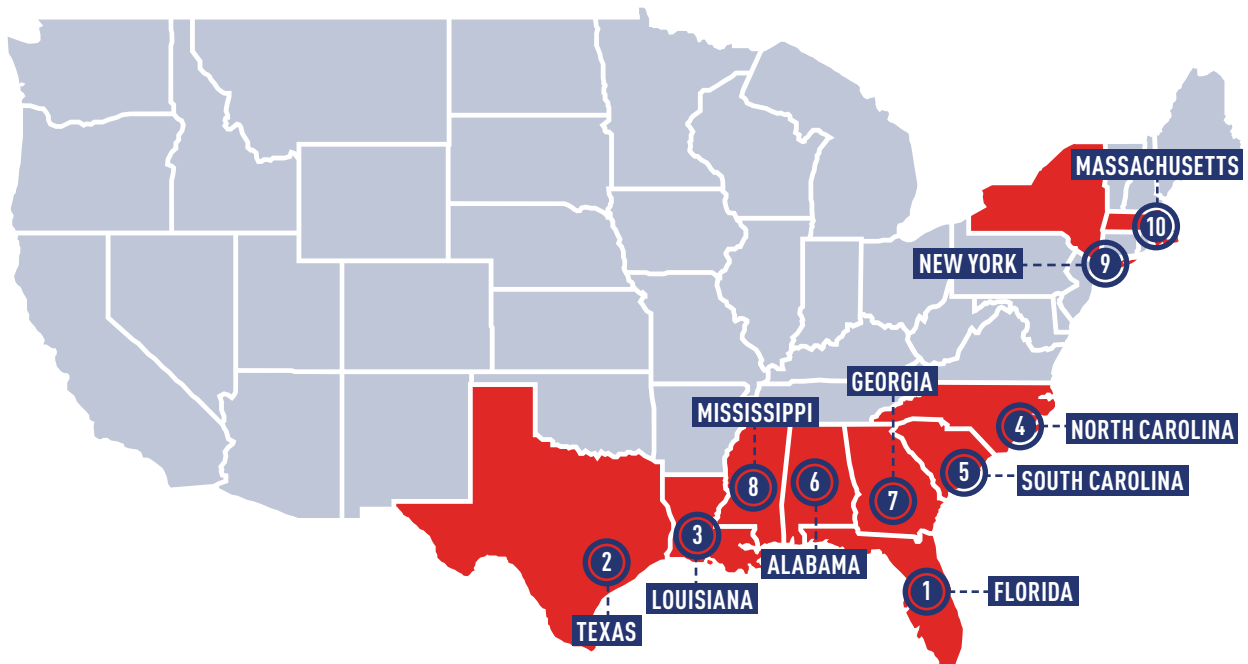 MASSACHUSETTS
10
NEW YORK
9
GEORGIA
MISSISSIPPI
4
NORTH CAROLINA
5
SOUTH CAROLINA
8
6
7
3
2
ALABAMA
1
FLORIDA
LOUISIANA
TEXAS